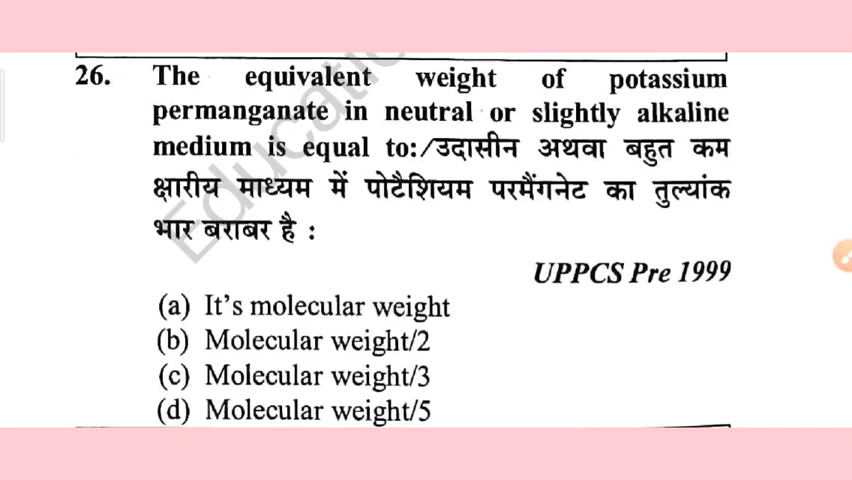 26. The equivalent weight of potassium
permanganate in neutral or slightly alkaline
medium is equal to:/उदासीन अथवा बहुत कम
क्षारीय माध्यम में पोटैशियम परमैंगनेट का तुल्यांक
भार बराबर है :
UPPCS Pre 1999
(a) It's molecular weight
(b) Molecular weight/2
(c) Molecular weight/3
(d) Molecular weight/5
Education